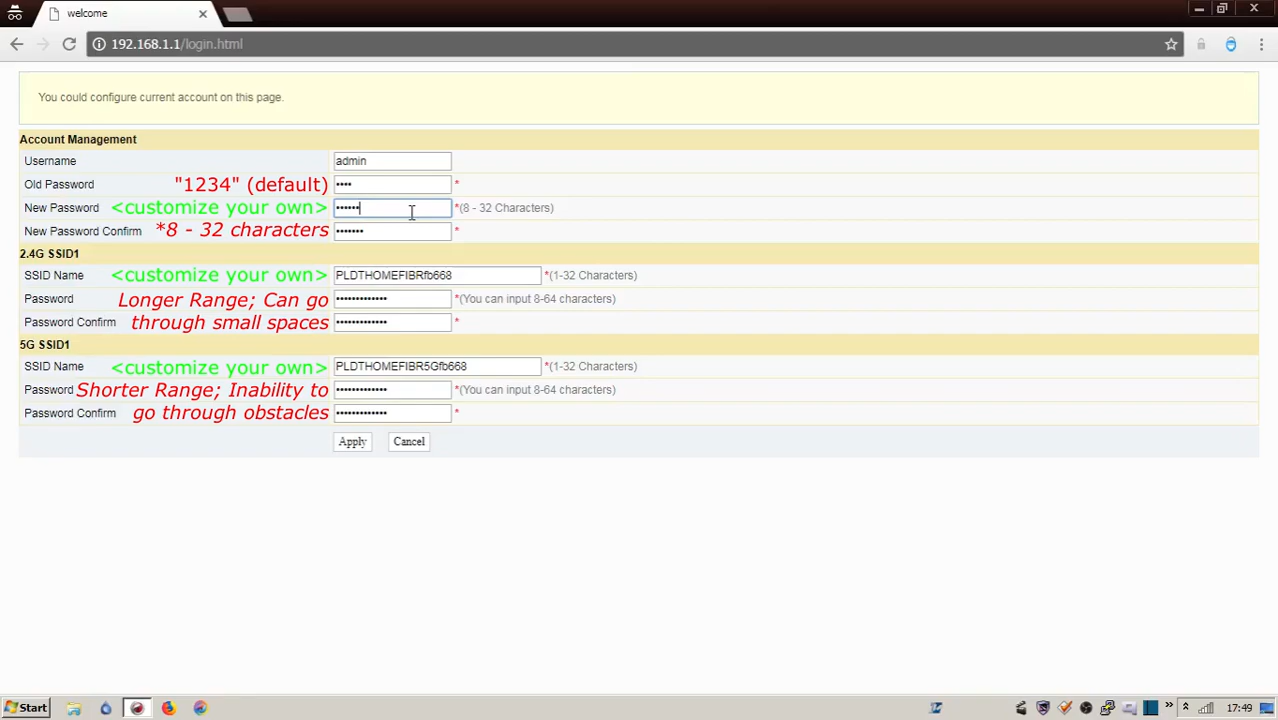 welcome
192.168.1.1/login.html
You could configure current account on this page.
Account Management
Username admin
Old Password "1234" (default) •••• *
New Password <customize your own> •••••• *(8 - 32 Characters)
New Password Confirm *8 - 32 characters ••••••• *
2.4G SSID1
SSID Name <customize your own> PLDTHOMEFIBRfb668 *(1-32 Characters)
Password Longer Range; Can go ••••••••••••• *(You can input 8-64 characters)
Password Confirm through small spaces ••••••••••••• *
5G SSID1
SSID Name <customize your own> PLDTHOMEFIBR5Gfb668 *(1-32 Characters)
Password Shorter Range; Inability to ••••••••••••• *(You can input 8-64 characters)
Password Confirm go through obstacles ••••••••••••• *
Apply Cancel
Start 17:49